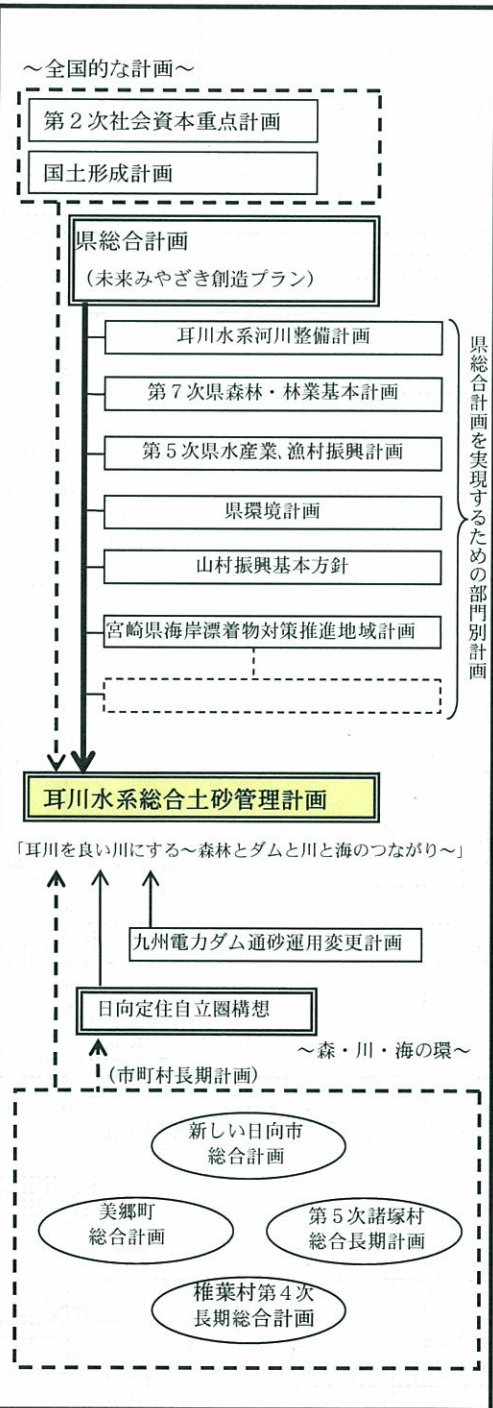 ～全国的な計画～
第２次社会資本重点計画
国土形成計画
県総合計画
（未来みやざき創造プラン）
耳川水系河川整備計画
第７次県森林・林業基本計画
第５次県水産業、漁村振興計画
県環境計画
山村振興基本方針
宮崎県海岸漂着物対策推進地域計画
県総合計画を実現するための部門別計画
耳川水系総合土砂管理計画
「耳川を良い川にする～森林とダムと川と海のつながり～」
九州電力ダム通砂運用変更計画
日向定住自立圏構想
～森・川・海の環～
（市町村長期計画）
新しい日向市
総合計画
美郷町
総合計画
第５次諸塚村
総合長期計画
椎葉村第４次
長期総合計画